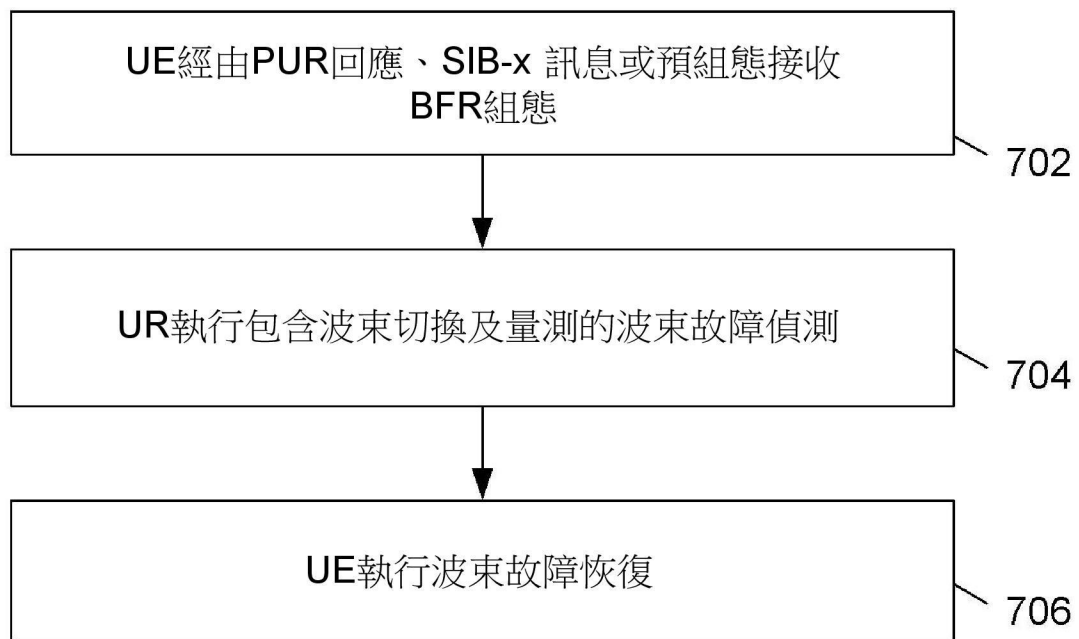 UE經由PUR回應、SIB-x 訊息或預組態接收
BFR組態
702
UR執行包含波束切換及量測的波束故障偵測
704
UE執行波束故障恢復
706